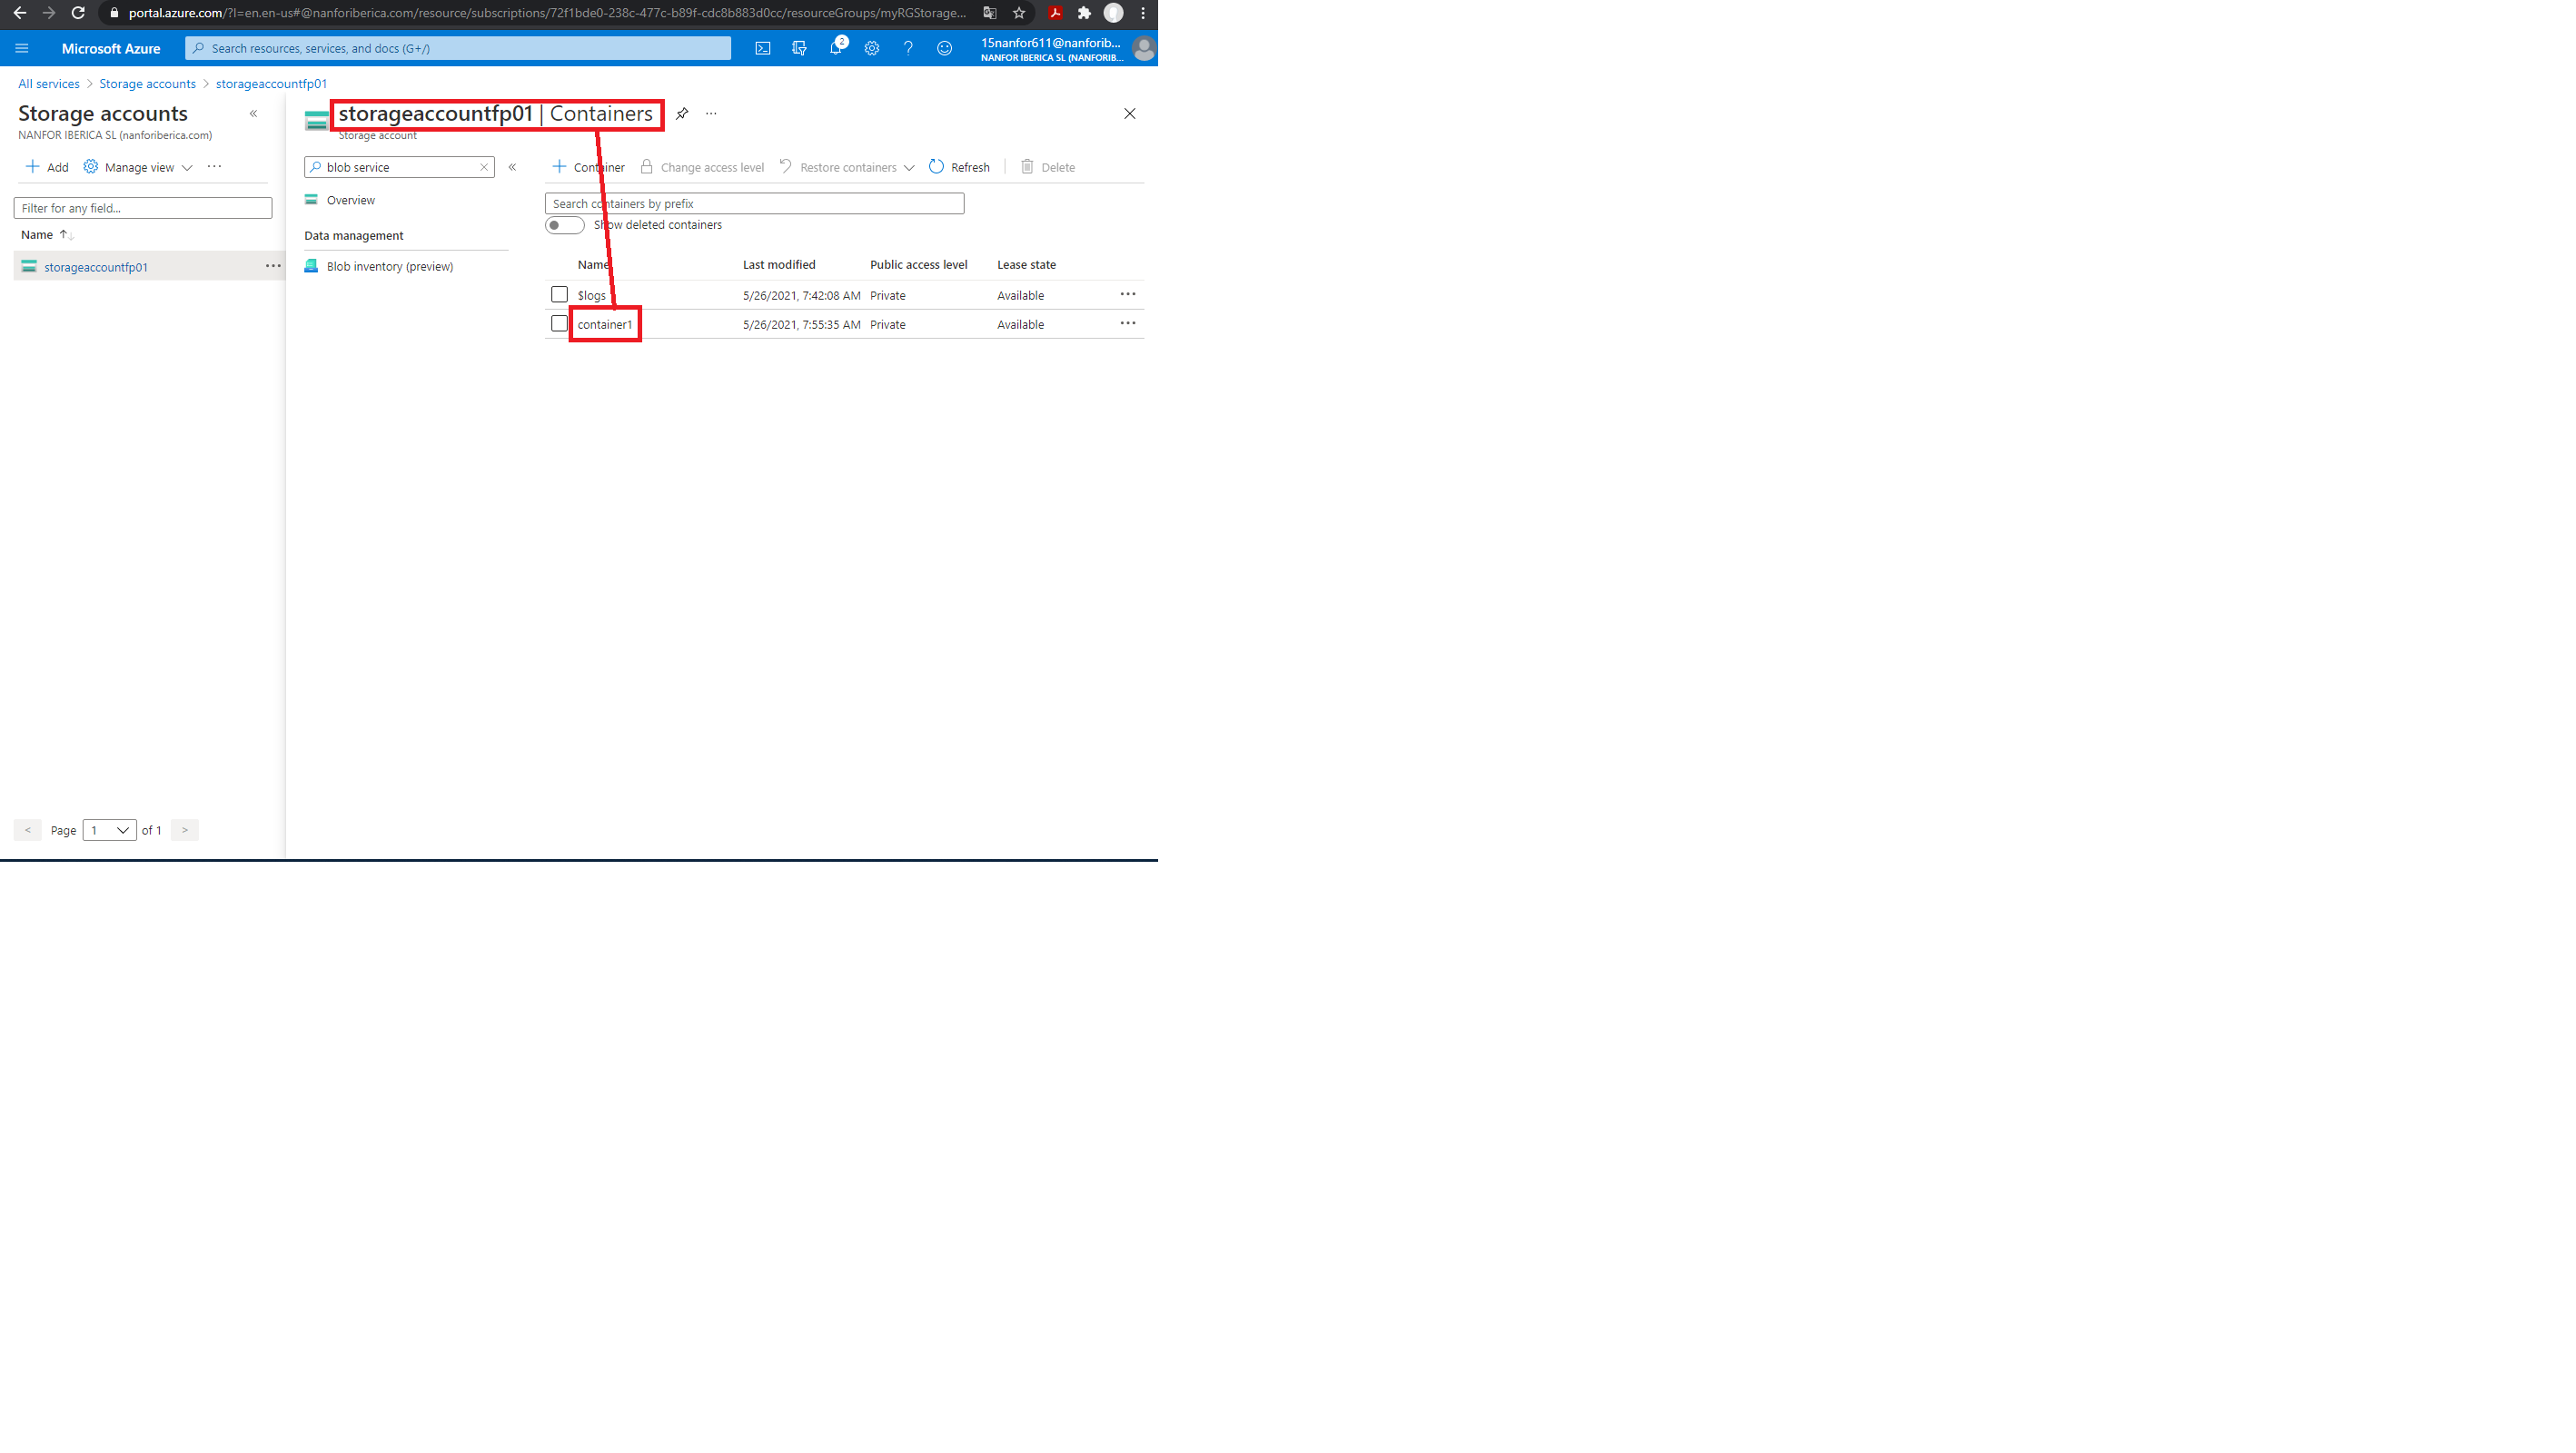 portal.azure.com/?l=en.en-us#@nanforiberica.com/resource/subscriptions/72f1bde0-238c-477c-b89f-cdc8b883d0cc/resourceGroups/myRGStorage...
Microsoft Azure
Search resources, services, and docs (G+/)
2
15nanfor611@nanforib...
NANFOR IBERICA SL (NANFORIB...
All services > Storage accounts > storageaccountfp01
Storage accounts
NANFOR IBERICA SL (nanforiberica.com)
Add Manage view ...
Filter for any field...
Name
storageaccountfp01 ...
< Page 1 of 1 >
storageaccountfp01 | Containers ...
Storage account
blob service
Overview
Data management
Blob inventory (preview)
Container Change access level Restore containers Refresh Delete
Search containers by prefix
Show deleted containers
Name Last modified Public access level Lease state
$logs 5/26/2021, 7:42:08 AM Private Available ...
container1 5/26/2021, 7:55:35 AM Private Available ...